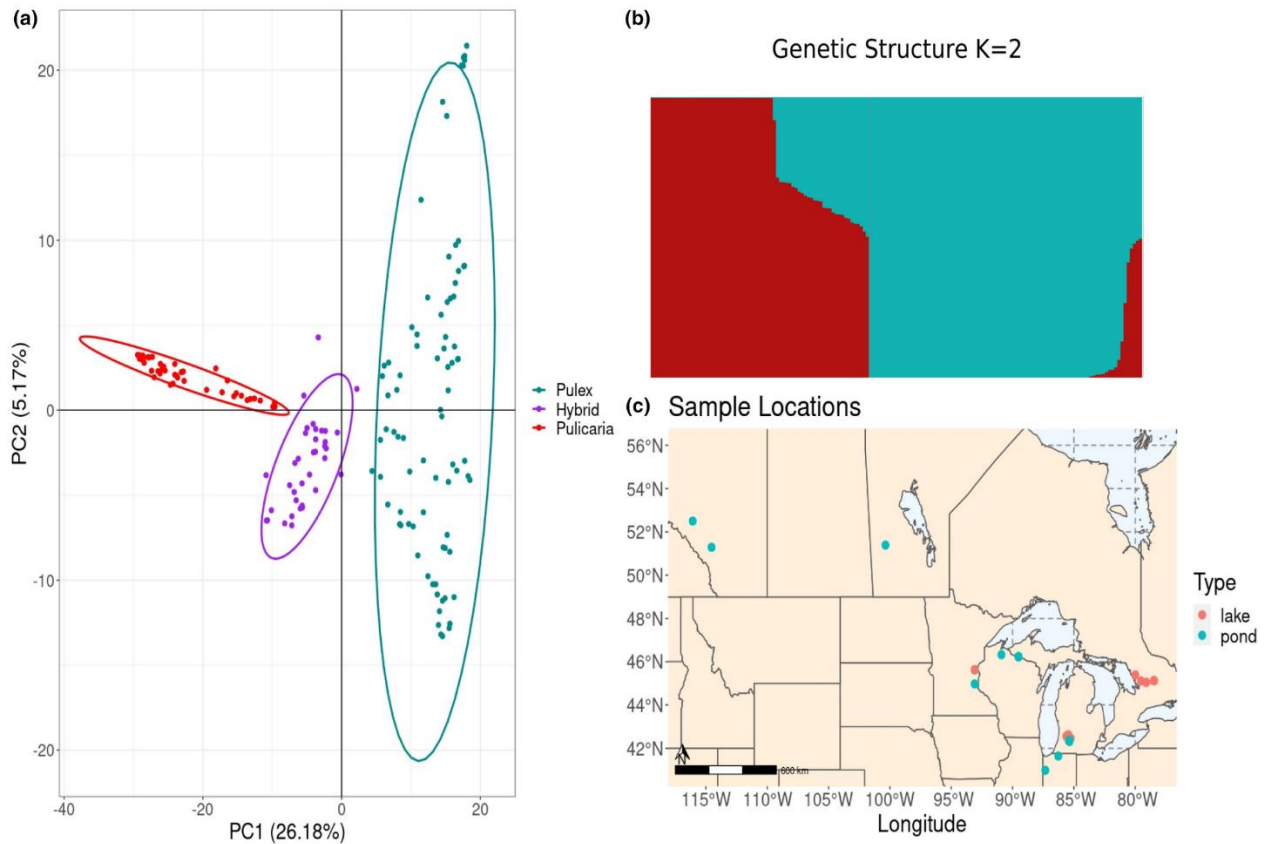 (a)
20
10
0
-10
-20
PC2 (5.17%)
-40
-20
0
20
PC1 (26.18%)
Pulex
Hybrid
Pulicaria
(b)
Genetic Structure K=2
(c) Sample Locations
56°N
54°N
52°N
50°N
48°N
46°N
44°N
42°N
N
600 km
115°W 110°W 105°W 100°W 95°W 90°W 85°W 80°W
Longitude
Type
lake
pond